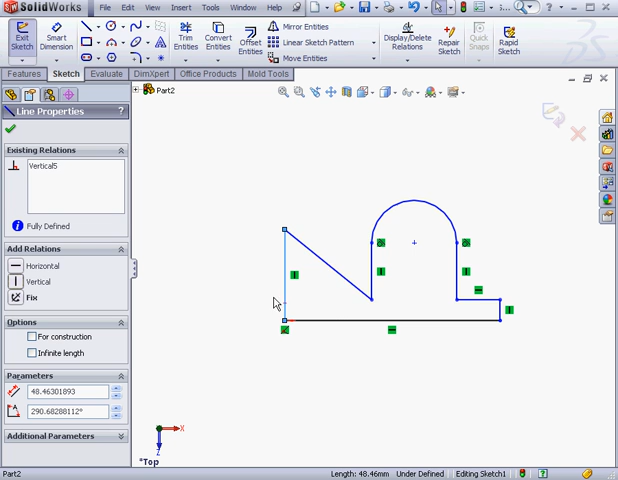 SolidWorks File Edit View Insert Tools Window Help
Exit Sketch
Smart Dimension
Trim Entities
Convert Entities
Offset Entities
Mirror Entities
Linear Sketch Pattern
Move Entities
Display/Delete Relations
Repair Sketch
Quick Snaps
Rapid Sketch
Features Sketch Evaluate DimXpert Office Products Mold Tools
Part2
Line Properties ?
Existing Relations
Vertical5
Fully Defined
Add Relations
Horizontal
Vertical
Fix
Options
For construction
Infinite length
Parameters
48.46301893
290.68288112°
Additional Parameters
X
Z
*Top
Part2 Length: 48.46mm Under Defined Editing Sketch1